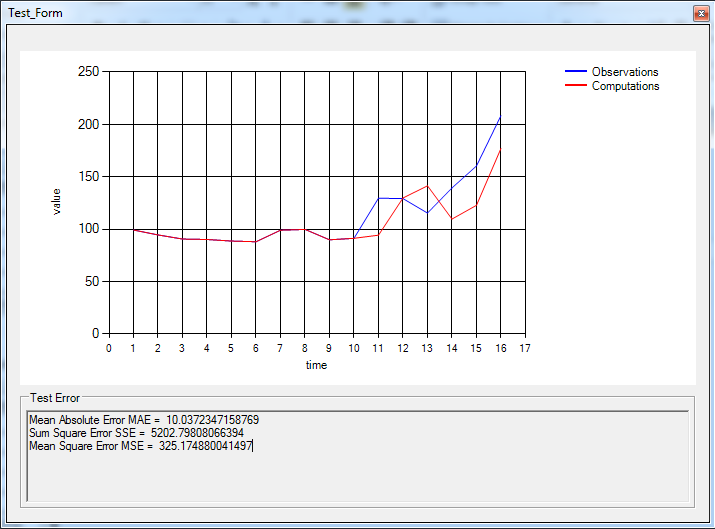 Test_Form
Observations
Computations
250
200
150
100
50
0
value
0 1 2 3 4 5 6 7 8 9 10 11 12 13 14 15 16 17
time
Test Error
Mean Absolute Error MAE = 10.0372347158769
Sum Square Error SSE = 5202.79808066394
Mean Square Error MSE = 325.174880041497